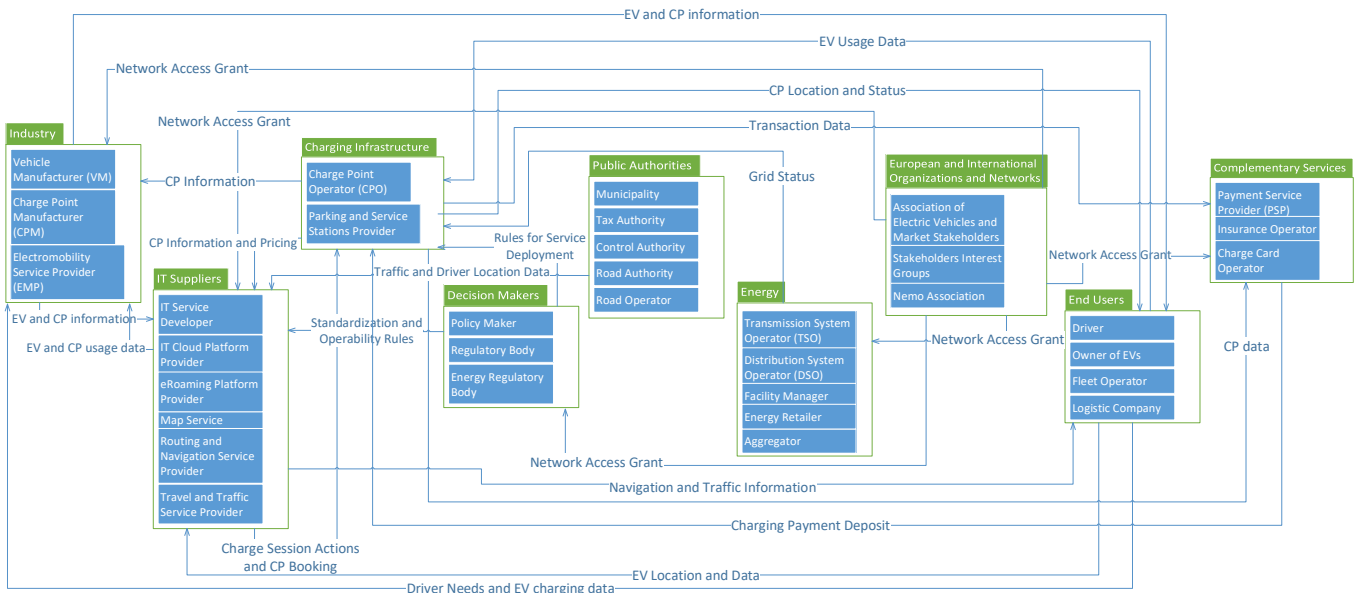 EV and CP information
EV Usage Data
Network Access Grant
CP Location and Status
Network Access Grant
Transaction Data
Industry
Vehicle
Manufacturer (VM)
Charge Point
Manufacturer
(CPM)
Electromobility
Service Provider
(EMP)
CP Information
Charging Infrastructure
Charge Point
Operator (CPO)
Parking and Service
Stations Provider
Public Authorities
Municipality
Tax Authority
Control Authority
Road Authority
Road Operator
Grid Status
European and International
Organizations and Networks
Association of
Electric Vehicles and
Market Stakeholders
Stakeholders Interest
Groups
Nemo Association
Complementary Services
Payment Service
Provider (PSP)
Insurance Operator
Charge Card
Operator
CP Information and Pricing
Rules for Service
Deployment
Network Access Grant
Traffic and Driver Location Data
IT Suppliers
IT Service
Developer
IT Cloud Platform
Provider
eRoaming Platform
Provider
Map Service
Routing and
Navigation Service
Provider
Travel and Traffic
Service Provider
EV and CP information
EV and CP usage data
Standardization and
Operability Rules
Decision Makers
Policy Maker
Regulatory Body
Energy Regulatory
Body
Energy
Transmission System
Operator (TSO)
Distribution System
Operator (DSO)
Facility Manager
Energy Retailer
Aggregator
Network Access Grant
End Users
Driver
Owner of EVs
Fleet Operator
Logistic Company
CP data
Network Access Grant
Navigation and Traffic Information
Charging Payment Deposit
Charge Session Actions
and CP Booking
EV Location and Data
Driver Needs and EV charging data